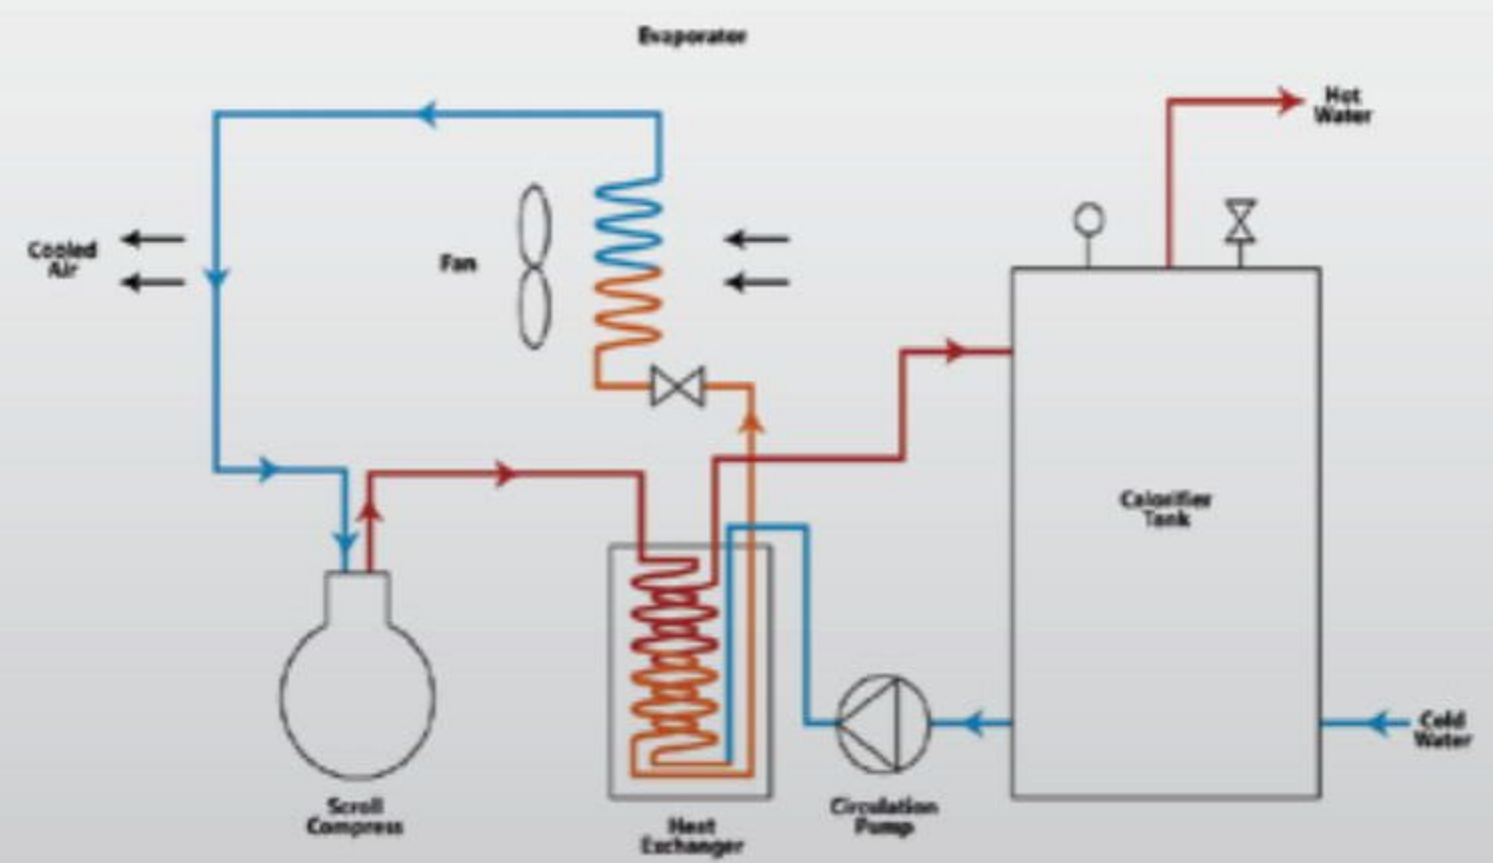 Evaporator
Hot
Water
Cooled
Air
Fan
Calorifier
Tank
Cold
Water
Scroll
Compress
Heat
Exchanger
Circulation
Pump